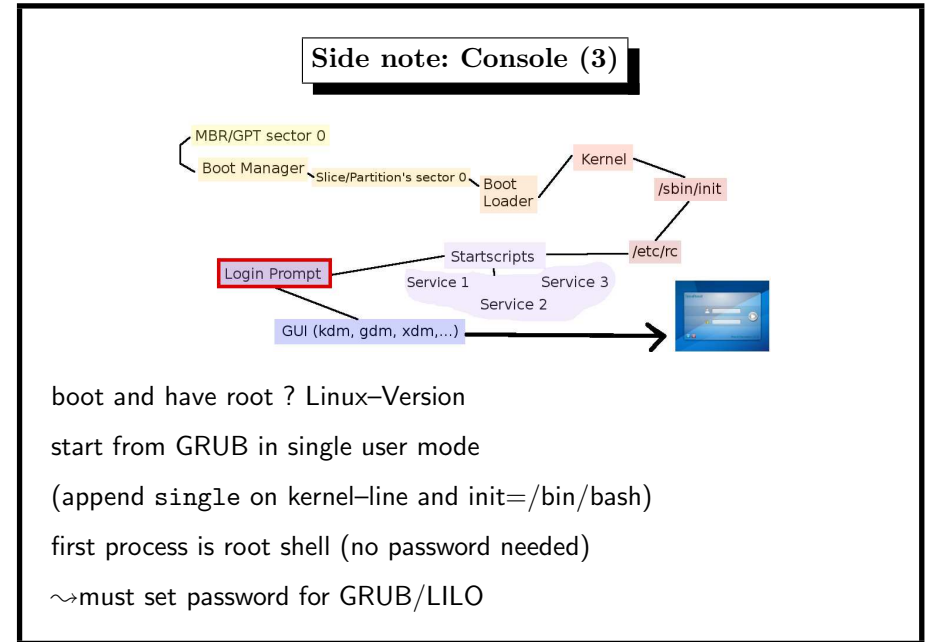 Side note: Console (3)
MBR/GPT sector 0
Boot Manager
Slice/Partition's sector 0
Boot
Loader
Kernel
/sbin/init
/etc/rc
Startscripts
Service 1
Service 2
Service 3
Login Prompt
GUI (kdm, gdm, xdm,...)
boot and have root ? Linux–Version
start from GRUB in single user mode
(append single on kernel–line and init=/bin/bash)
first process is root shell (no password needed)
⤳must set password for GRUB/LILO